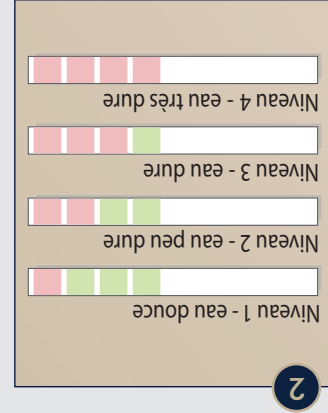 2
Niveau 1 - eau douce
Niveau 2 - eau peu dure
Niveau 3 - eau dure
Niveau 4 - eau très dure